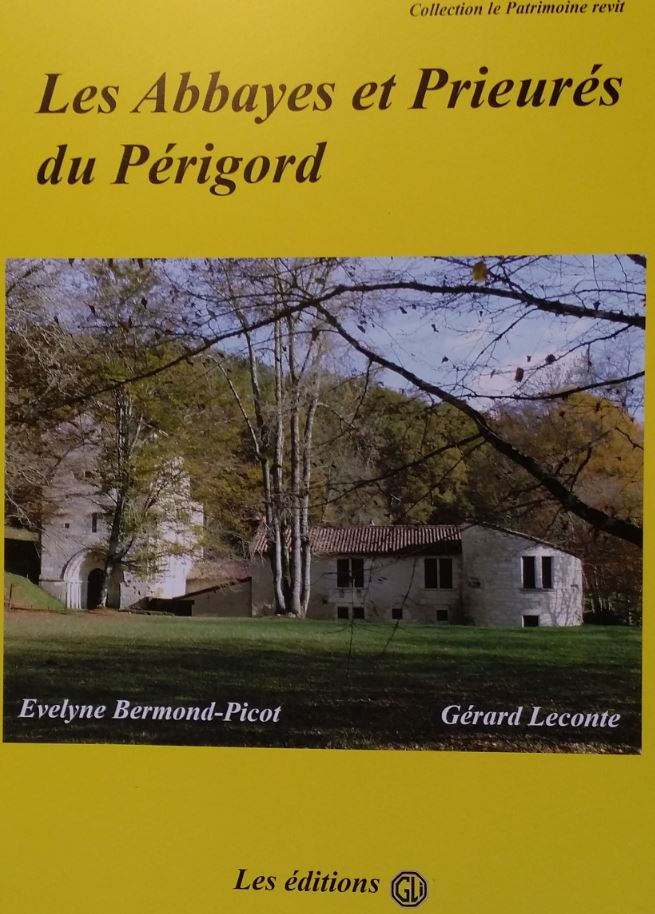 Collection le Patrimoine revit
Les Abbayes et Prieurés
du Périgord
Evelyne Bermond-Picot
Gérard Leconte
Les éditions GLi